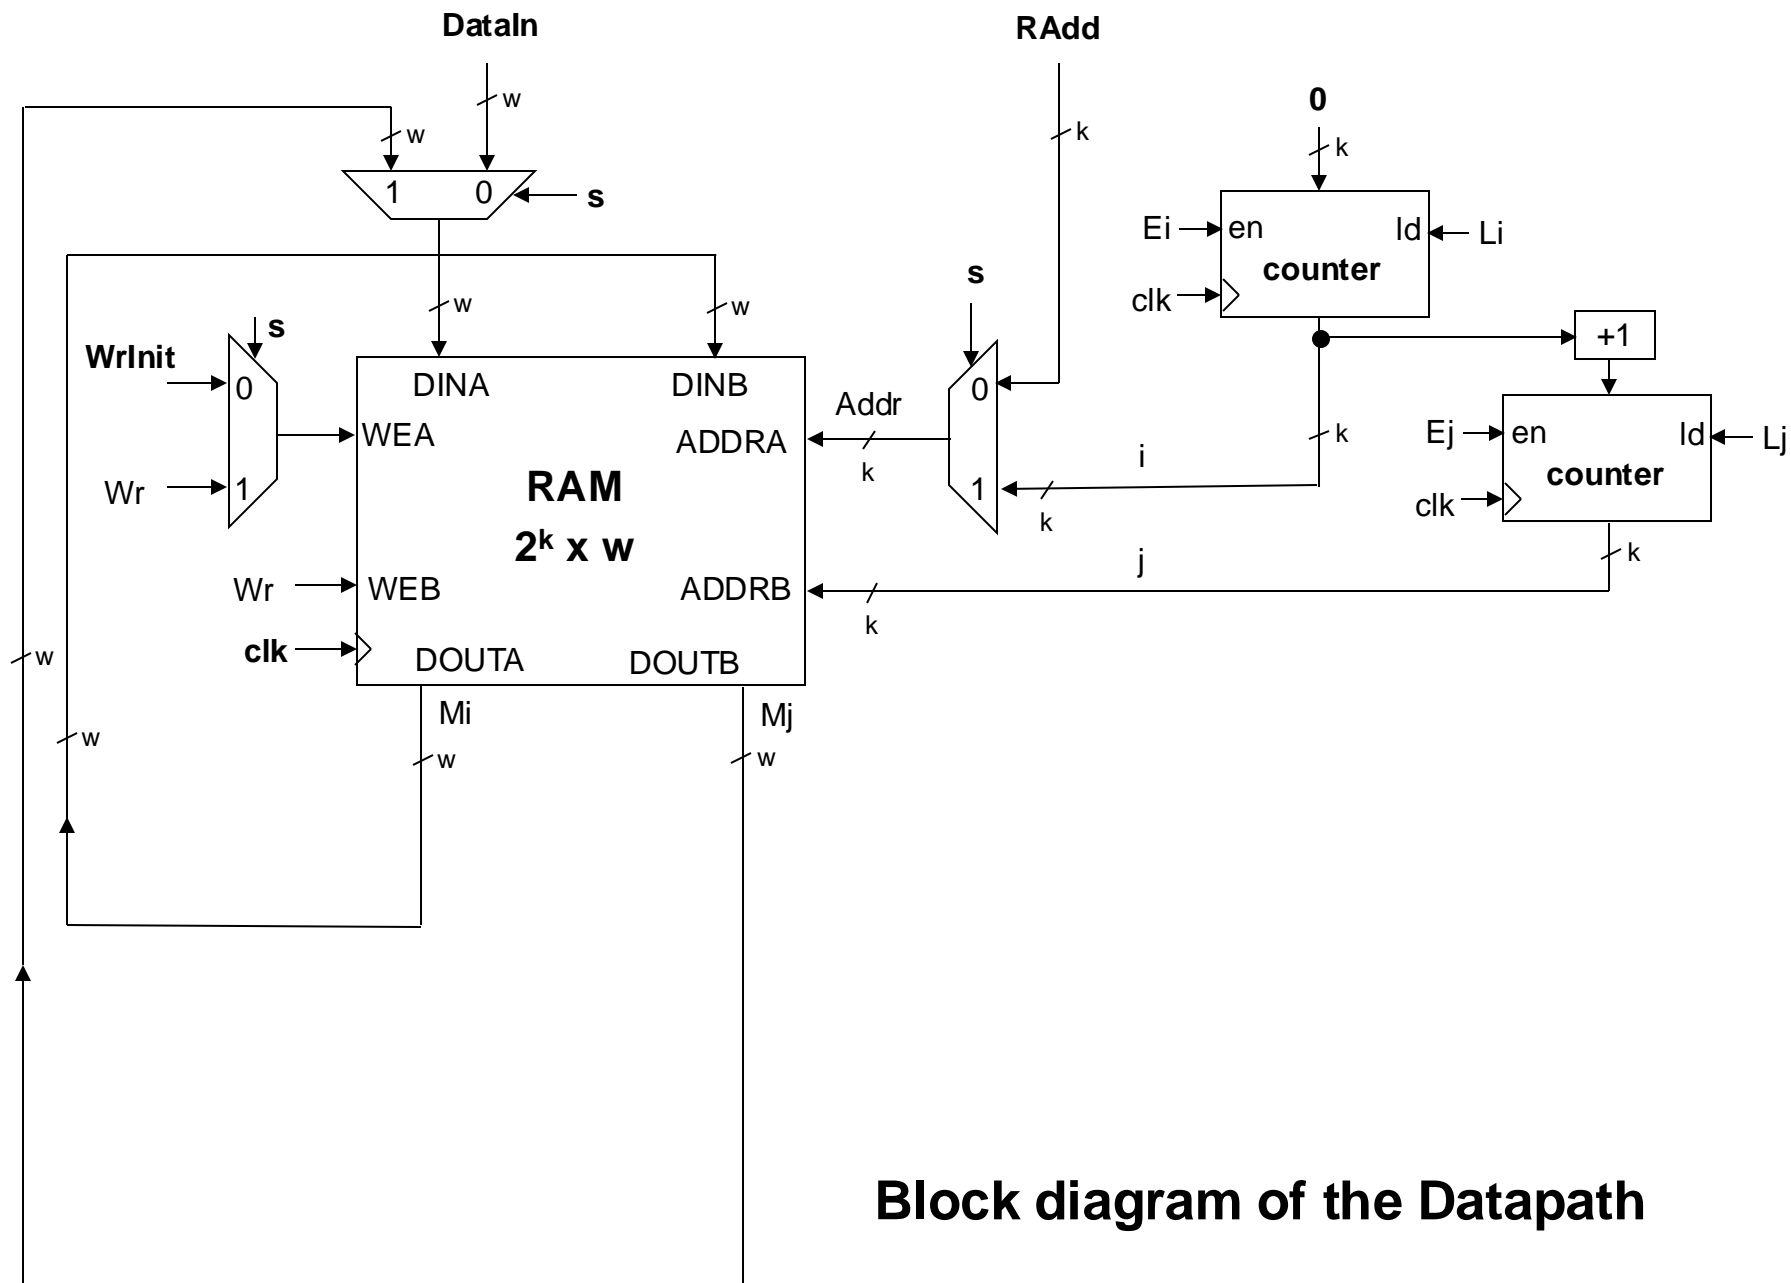 DataIn
RAdd
w
w
k
0
k
1
0
s
Ei
en
ld
Li
counter
clk
s
w
w
s
WrInit
0
+1
DINA
DINB
0
Addr
WEA
ADDRA
k
k
Ej
en
ld
Lj
counter
clk
i
Wr
1
RAM
1
k
2ᵏ x w
j
k
Wr
WEB
ADDRB
k
clk
DOUTA
DOUTB
w
Mi
Mj
w
w
w
Block diagram of the Datapath